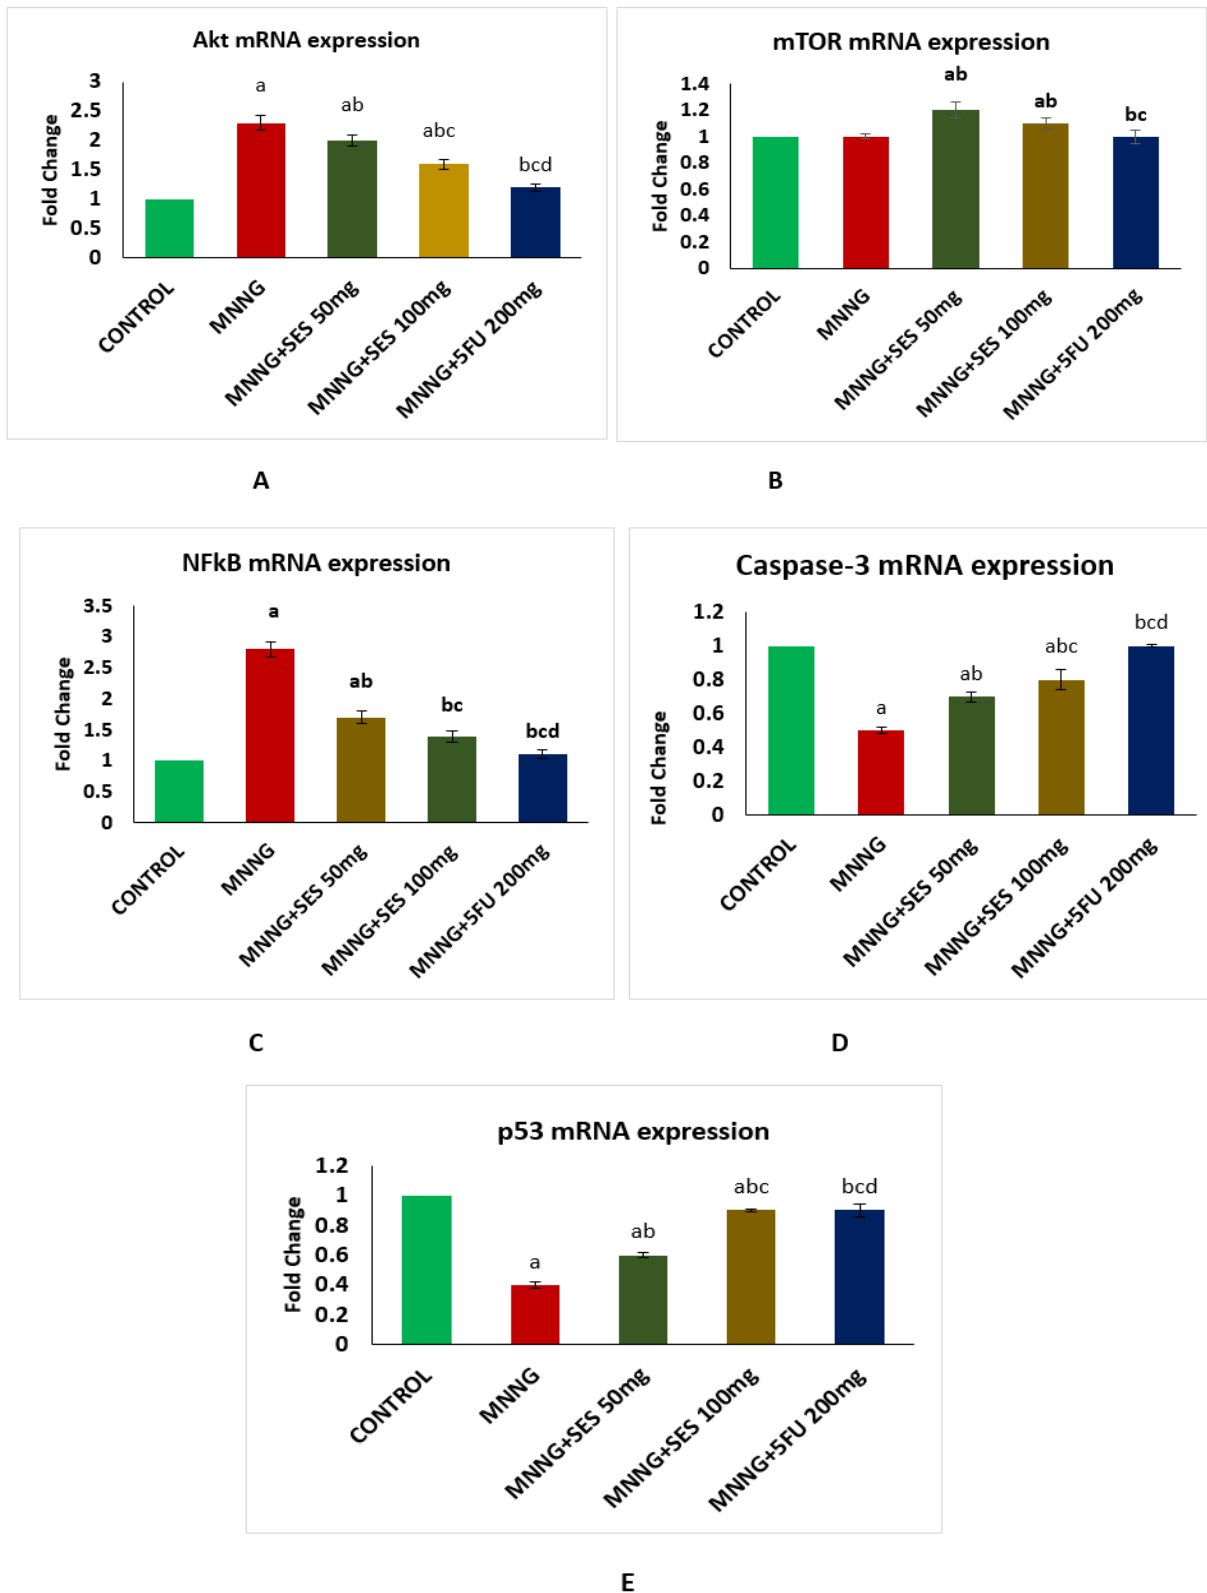 Akt mRNA expression
Fold Change
3
2.5
2
1.5
1
0.5
0
a
ab
abc
bcd
CONTROL
MNNG
MNNG+SES 50mg
MNNG+SES 100mg
MNNG+5FU 200mg
A
mTOR mRNA expression
Fold Change
1.4
1.2
1
0.8
0.6
0.4
0.2
0
ab
ab
bc
CONTROL
MNNG
MNNG+SES 50mg
MNNG+SES 100mg
MNNG+5FU 200mg
B
NFkB mRNA expression
Fold Change
3.5
3
2.5
2
1.5
1
0.5
0
a
ab
bc
bcd
CONTROL
MNNG
MNNG+SES 50mg
MNNG+SES 100mg
MNNG+5FU 200mg
C
Caspase-3 mRNA expression
Fold Change
1.2
1
0.8
0.6
0.4
0.2
0
a
ab
abc
bcd
CONTROL
MNNG
MNNG+SES 50mg
MNNG+SES 100mg
MNNG+5FU 200mg
D
p53 mRNA expression
Fold Change
1.2
1
0.8
0.6
0.4
0.2
0
a
ab
abc
bcd
CONTROL
MNNG
MNNG+SES 50mg
MNNG+SES 100mg
MNNG+5FU 200mg
E